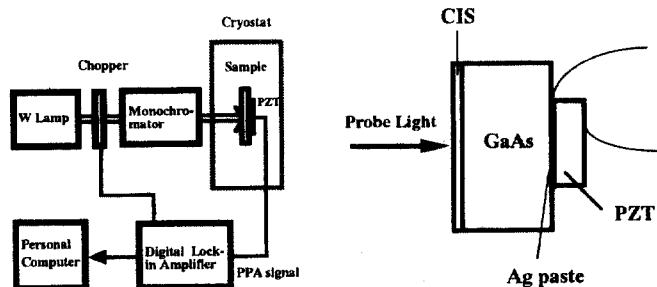 Cryostat
Chopper
Sample
W Lamp
Monochro-
mator
PZT
Personal
Computer
Digital Lock-
in Amplifier
PPA signal
CIS
Probe Light
GaAs
PZT
Ag paste